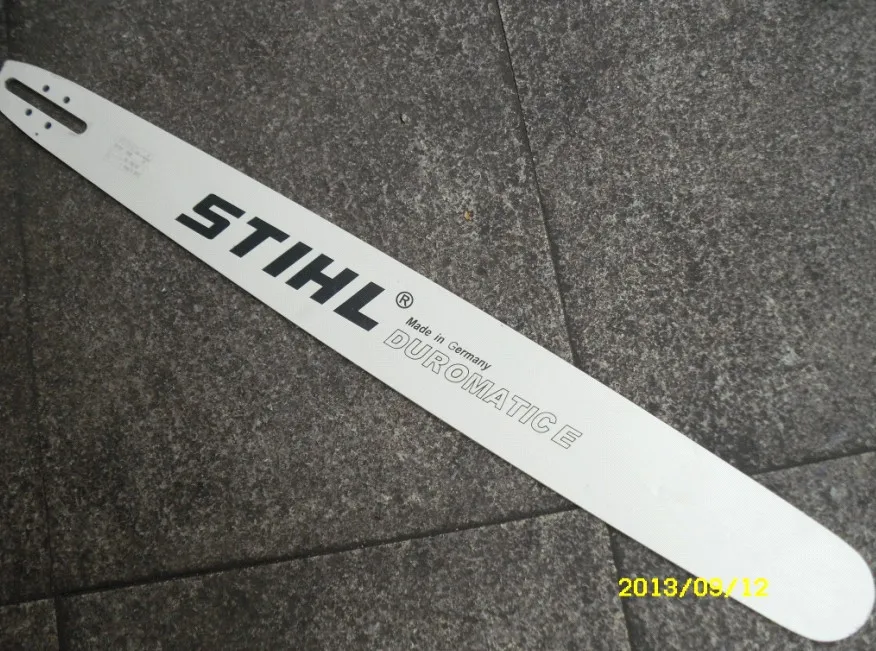 STIHL®
Made in Germany
DUROMATIC E
2013/09/12